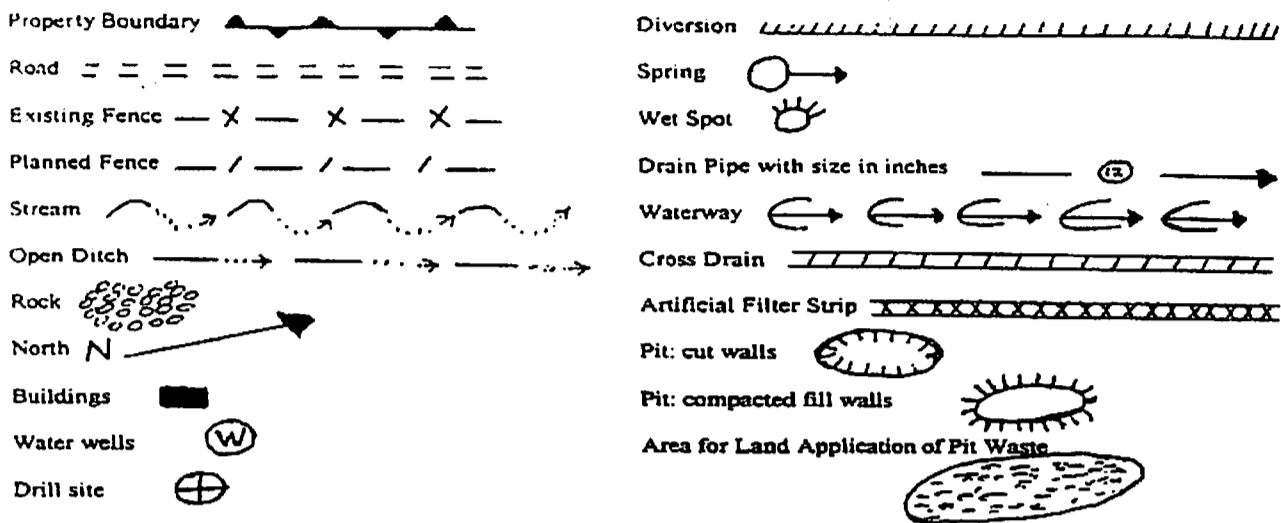 Property Boundary
Road
Existing Fence
Planned Fence
Stream
Open Ditch
Rock
North N
Buildings
Water wells W
Drill site
Diversion
Spring
Wet Spot
Drain Pipe with size in inches 12
Waterway
Cross Drain
Artificial Filter Strip
Pit: cut walls
Pit: compacted fill walls
Area for Land Application of Pit Waste